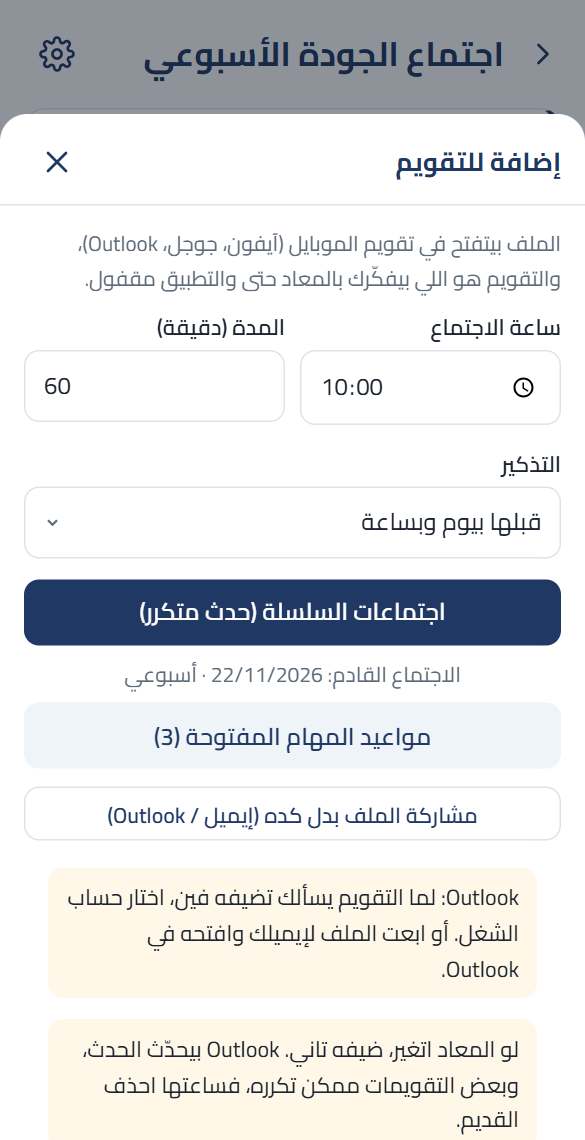 اجتماع الجودة الأسبوعي
إضافة للتقويم
الملف بيتفتح في تقويم الموبايل (آيفون، جوجل، Outlook)،
والتقويم هو اللي بيفكّرك بالمعاد حتى والتطبيق مقفول.
ساعة الاجتماع
المدة (دقيقة)
10:00
60
التذكير
قبلها بيوم وبساعة
اجتماعات السلسلة (حدث متكرر)
الاجتماع القادم: 22/11/2026 · أسبوعي
مواعيد المهام المفتوحة (3)
مشاركة الملف بدل كده (إيميل / Outlook)
Outlook: لما التقويم يسألك تضيفه فين، اختار حساب
الشغل. أو ابعت الملف لإيميلك وافتحه في
Outlook.
لو المعاد اتغير، ضيفه تاني. Outlook بيحدّث الحدث،
وبعض التقويمات ممكن تكرره، فساعتها احذف
القديم.